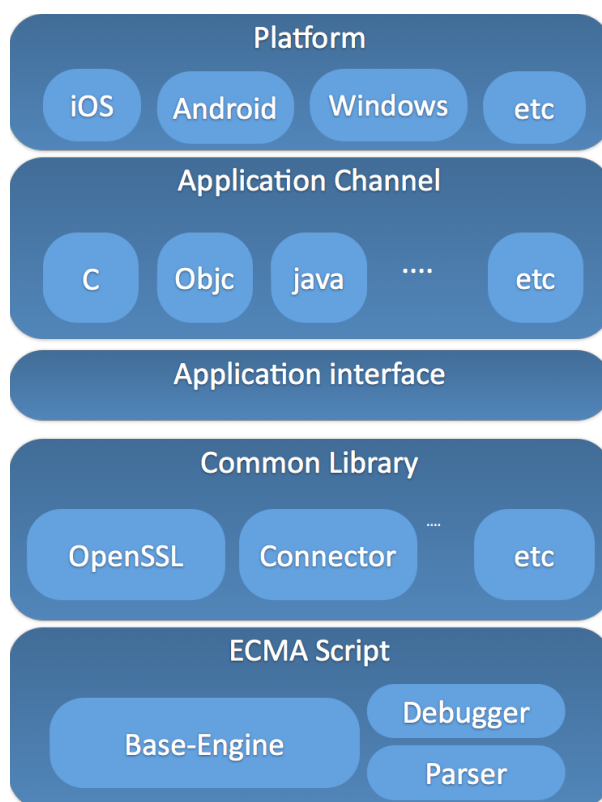 Platform
iOS Android Windows etc
Application Channel
C Objc java .... etc
Application interface
Common Library
OpenSSL Connector .... etc
ECMA Script
Base-Engine
Debugger
Parser